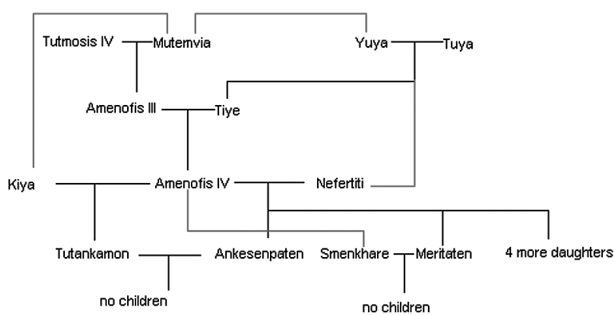 Tutmosis IV Mutemvia Yuya Tuya
Amenofis III Tiye
Kiya Amenofis IV Nefertiti
Tutankamon Ankesenpaten Smenkhare Meritaten 4 more daughters
no children no children